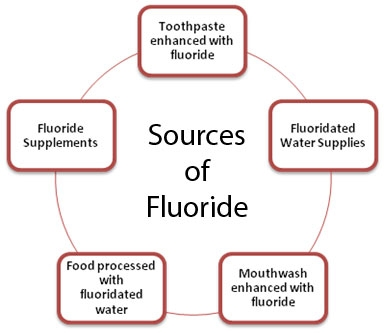 Toothpaste
enhanced with
fluoride
Fluoride
Supplements
Sources
of
Fluoride
Fluoridated
Water Supplies
Food processed
with
fluoridated
water
Mouthwash
enhanced with
fluoride